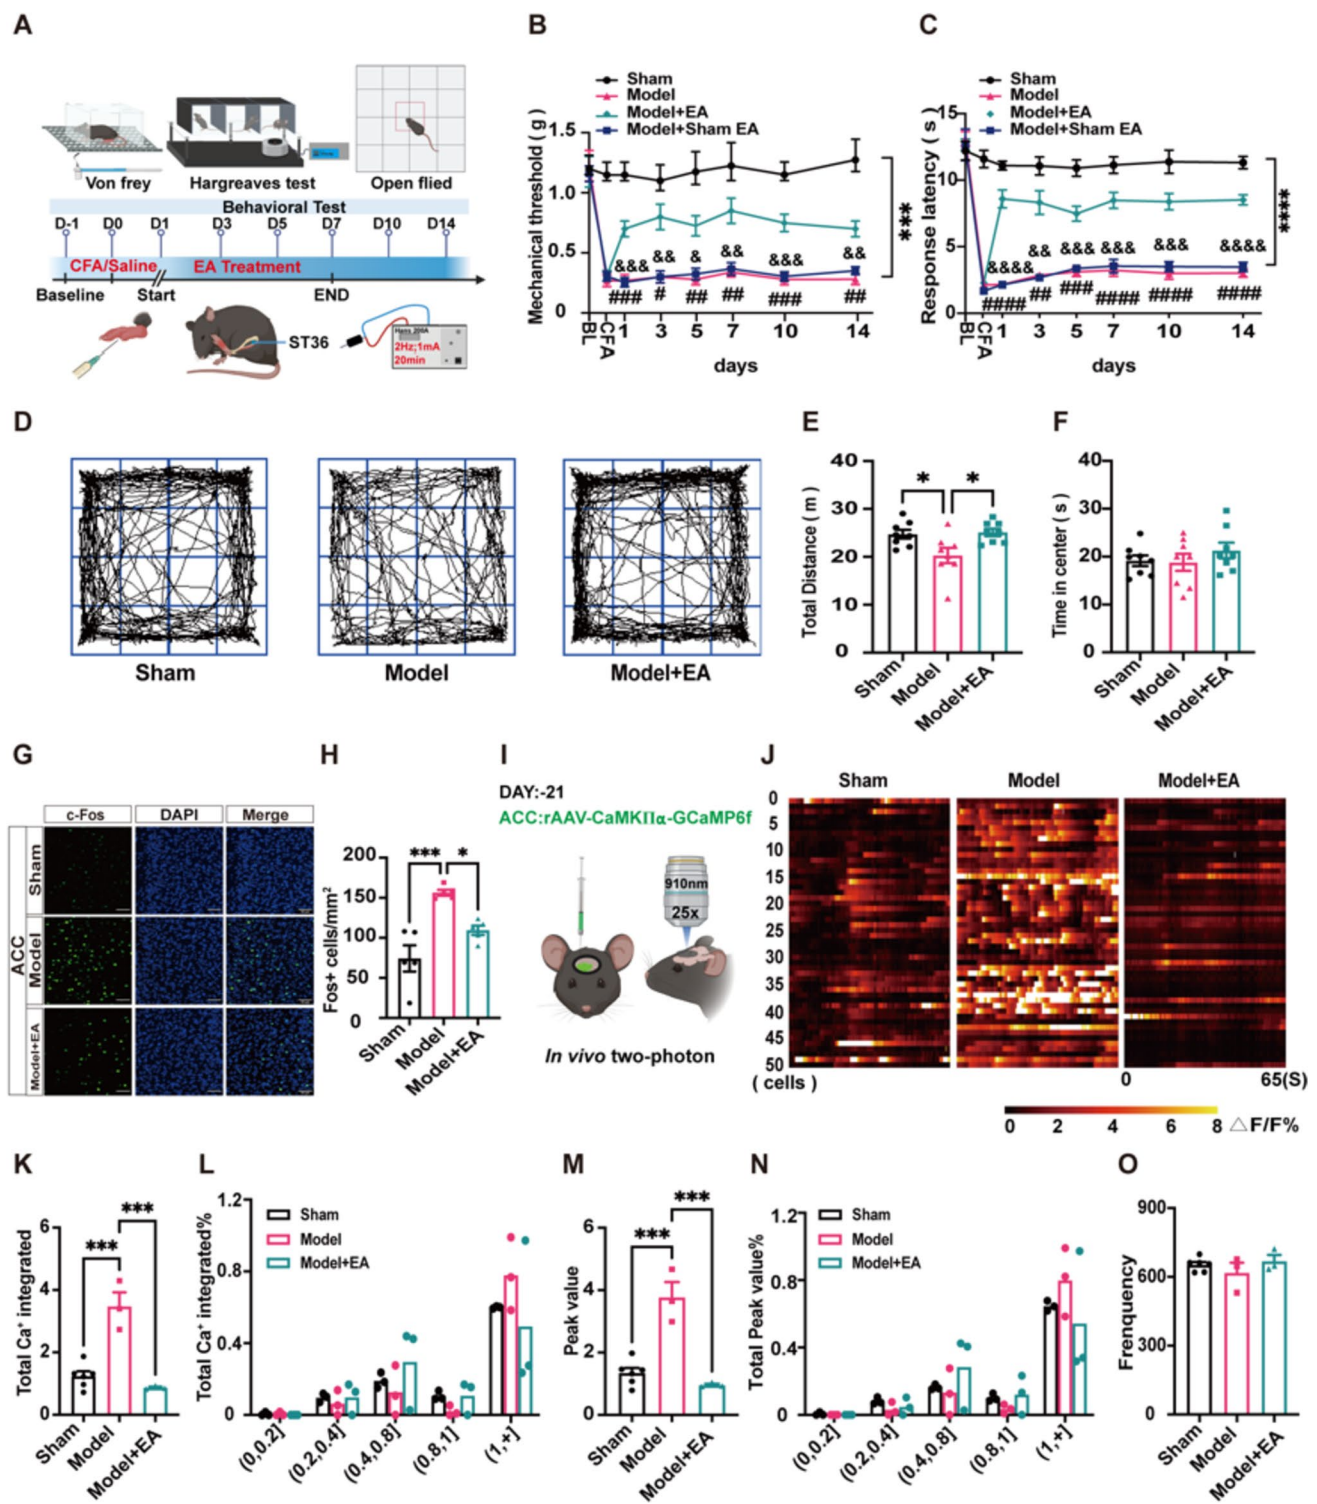 A
Von frey
Hargreaves test
Open flied
Behavioral Test
D-1 D0 D1 D3 D5 D7 D10 D14
CFA/Saline EA Treatment
Baseline Start END
ST36
Hans 200A
2Hz;1mA
20min
B
Sham
Model
Model+EA
Model+Sham EA
Mechanical threshold ( g )
1.5
1.0
0.5
0
***
&&& && & && && &&
### # ## ## ### ##
BL CFA 1 3 5 7 10 14
days
C
Sham
Model
Model+EA
Model+Sham EA
Response latency ( s )
15
10
5
0
****
&&&& && &&& &&& &&& &&&&
#### ## ### #### #### ####
BL CFA 1 3 5 7 10 14
days
D
Sham
Model
Model+EA
E
Total Distance ( m )
40
30
20
10
0
* *
Sham
Model
Model+EA
F
Time in center ( s )
40
30
20
10
0
Sham
Model
Model+EA
G
c-Fos DAPI Merge
ACC
Sham
Model
Model+EA
H
Fos+ cells/mm²
200
150
100
50
0
*** *
Sham
Model
Model+EA
I
DAY:-21
ACC:rAAV-CaMKIIα-GCaMP6f
910nm
25x
In vivo two-photon
J
Sham Model Model+EA
0
5
10
15
20
25
30
35
40
45
50
( cells )
0 65(S)
0 2 4 6 8 △F/F%
K
Total Ca⁺ integrated
6
4
2
0
*** ***
Sham
Model
Model+EA
L
Total Ca⁺ integrated%
1.2
0.8
0.4
0
Sham
Model
Model+EA
(0,0.2]
(0.2,0.4]
(0.4,0.8]
(0.8,1]
(1,+]
M
Peak value
6
4
2
0
*** ***
Sham
Model
Model+EA
N
Total Peak value%
1.2
0.8
0.4
0
Sham
Model
Model+EA
(0,0.2]
(0.2,0.4]
(0.4,0.8]
(0.8,1]
(1,+]
O
Frenquency
900
600
300
0
Sham
Model
Model+EA